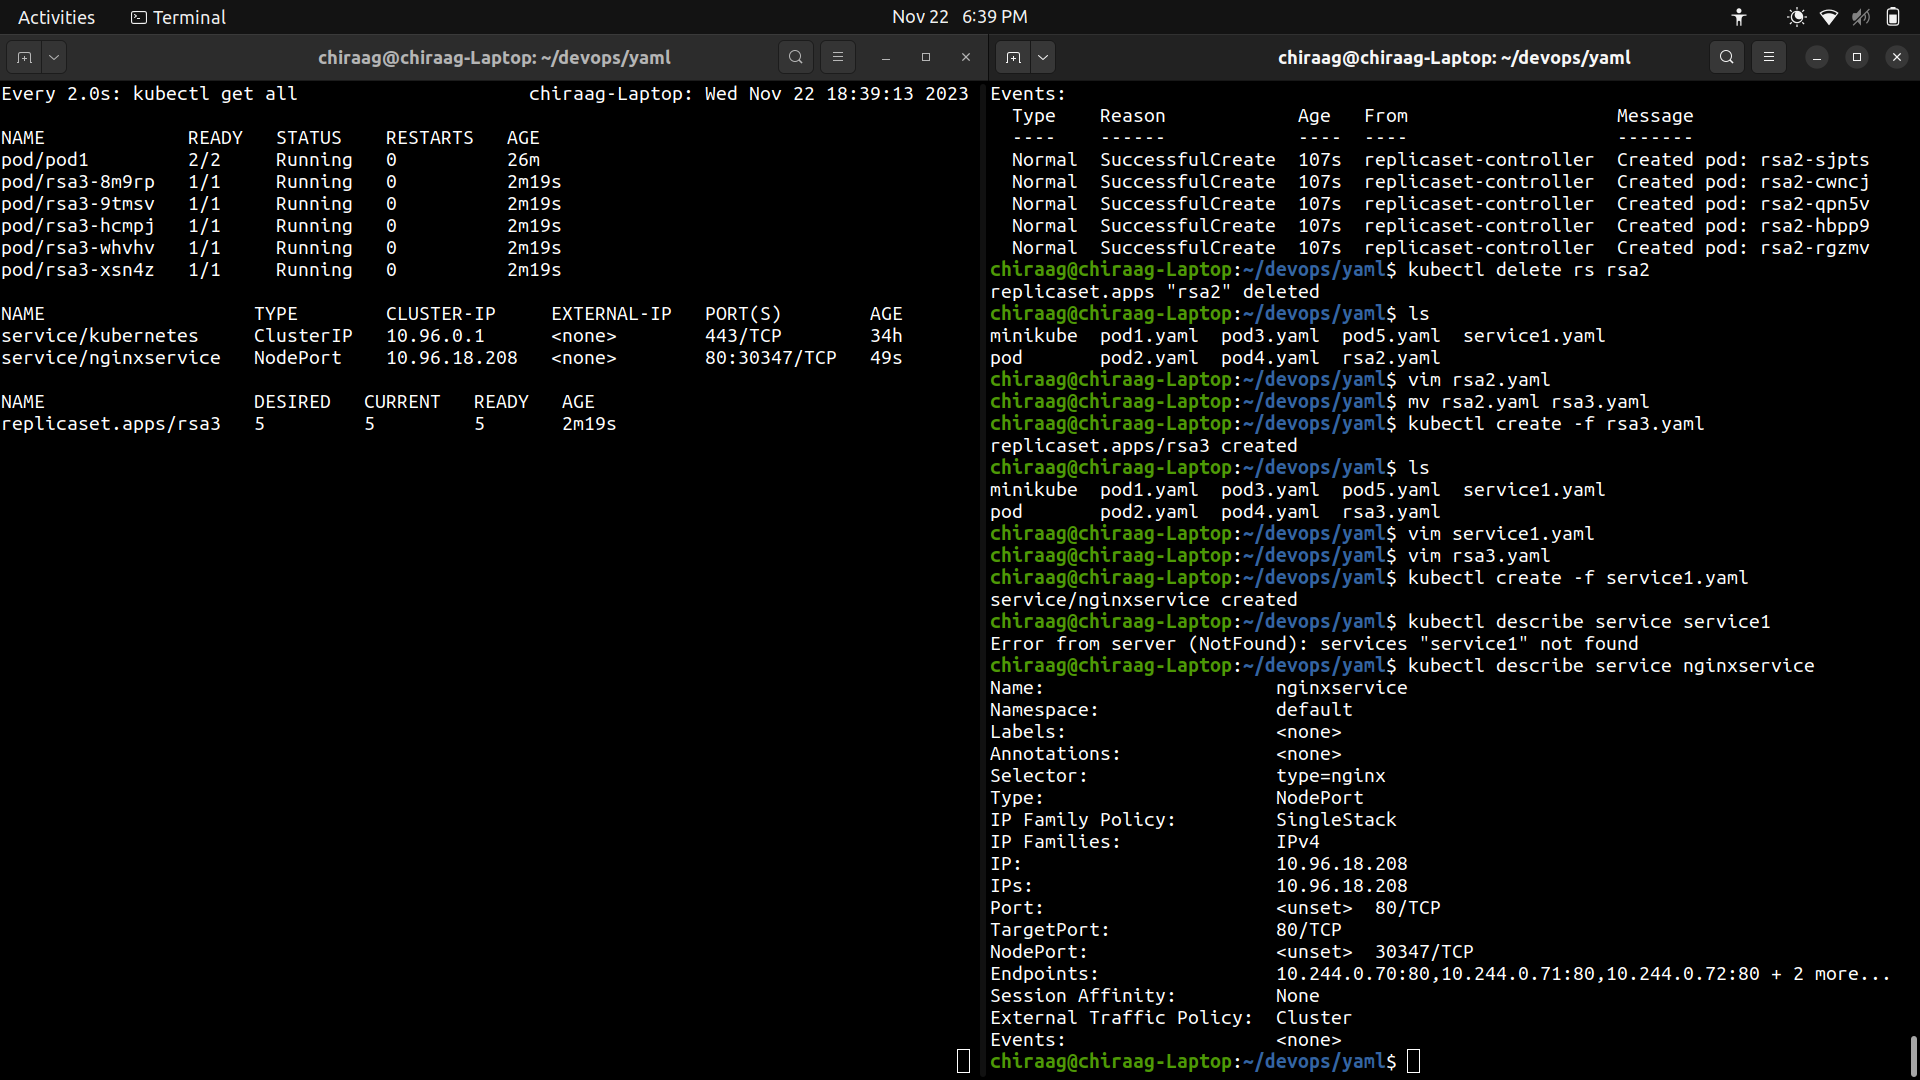 Activities Terminal Nov 22 6:39 PM
chiraag@chiraag-Laptop: ~/devops/yaml
Every 2.0s: kubectl get all chiraag-Laptop: Wed Nov 22 18:39:13 2023
NAME READY STATUS RESTARTS AGE
pod/pod1 2/2 Running 0 26m
pod/rsa3-8m9rp 1/1 Running 0 2m19s
pod/rsa3-9tmsv 1/1 Running 0 2m19s
pod/rsa3-hcmpj 1/1 Running 0 2m19s
pod/rsa3-whvhv 1/1 Running 0 2m19s
pod/rsa3-xsn4z 1/1 Running 0 2m19s
NAME TYPE CLUSTER-IP EXTERNAL-IP PORT(S) AGE
service/kubernetes ClusterIP 10.96.0.1 <none> 443/TCP 34h
service/nginxservice NodePort 10.96.18.208 <none> 80:30347/TCP 49s
NAME DESIRED CURRENT READY AGE
replicaset.apps/rsa3 5 5 5 2m19s
chiraag@chiraag-Laptop: ~/devops/yaml
Events:
Type Reason Age From Message
---- ------ ---- ---- -------
Normal SuccessfulCreate 107s replicaset-controller Created pod: rsa2-sjpts
Normal SuccessfulCreate 107s replicaset-controller Created pod: rsa2-cwncj
Normal SuccessfulCreate 107s replicaset-controller Created pod: rsa2-qpn5v
Normal SuccessfulCreate 107s replicaset-controller Created pod: rsa2-hbpp9
Normal SuccessfulCreate 107s replicaset-controller Created pod: rsa2-rgzmv
chiraag@chiraag-Laptop:~/devops/yaml$ kubectl delete rs rsa2
replicaset.apps "rsa2" deleted
chiraag@chiraag-Laptop:~/devops/yaml$ ls
minikube pod1.yaml pod3.yaml pod5.yaml service1.yaml
pod pod2.yaml pod4.yaml rsa2.yaml
chiraag@chiraag-Laptop:~/devops/yaml$ vim rsa2.yaml
chiraag@chiraag-Laptop:~/devops/yaml$ mv rsa2.yaml rsa3.yaml
chiraag@chiraag-Laptop:~/devops/yaml$ kubectl create -f rsa3.yaml
replicaset.apps/rsa3 created
chiraag@chiraag-Laptop:~/devops/yaml$ ls
minikube pod1.yaml pod3.yaml pod5.yaml service1.yaml
pod pod2.yaml pod4.yaml rsa3.yaml
chiraag@chiraag-Laptop:~/devops/yaml$ vim service1.yaml
chiraag@chiraag-Laptop:~/devops/yaml$ vim rsa3.yaml
chiraag@chiraag-Laptop:~/devops/yaml$ kubectl create -f service1.yaml
service/nginxservice created
chiraag@chiraag-Laptop:~/devops/yaml$ kubectl describe service service1
Error from server (NotFound): services "service1" not found
chiraag@chiraag-Laptop:~/devops/yaml$ kubectl describe service nginxservice
Name: nginxservice
Namespace: default
Labels: <none>
Annotations: <none>
Selector: type=nginx
Type: NodePort
IP Family Policy: SingleStack
IP Families: IPv4
IP: 10.96.18.208
IPs: 10.96.18.208
Port: <unset> 80/TCP
TargetPort: 80/TCP
NodePort: <unset> 30347/TCP
Endpoints: 10.244.0.70:80,10.244.0.71:80,10.244.0.72:80 + 2 more...
Session Affinity: None
External Traffic Policy: Cluster
Events: <none>
chiraag@chiraag-Laptop:~/devops/yaml$